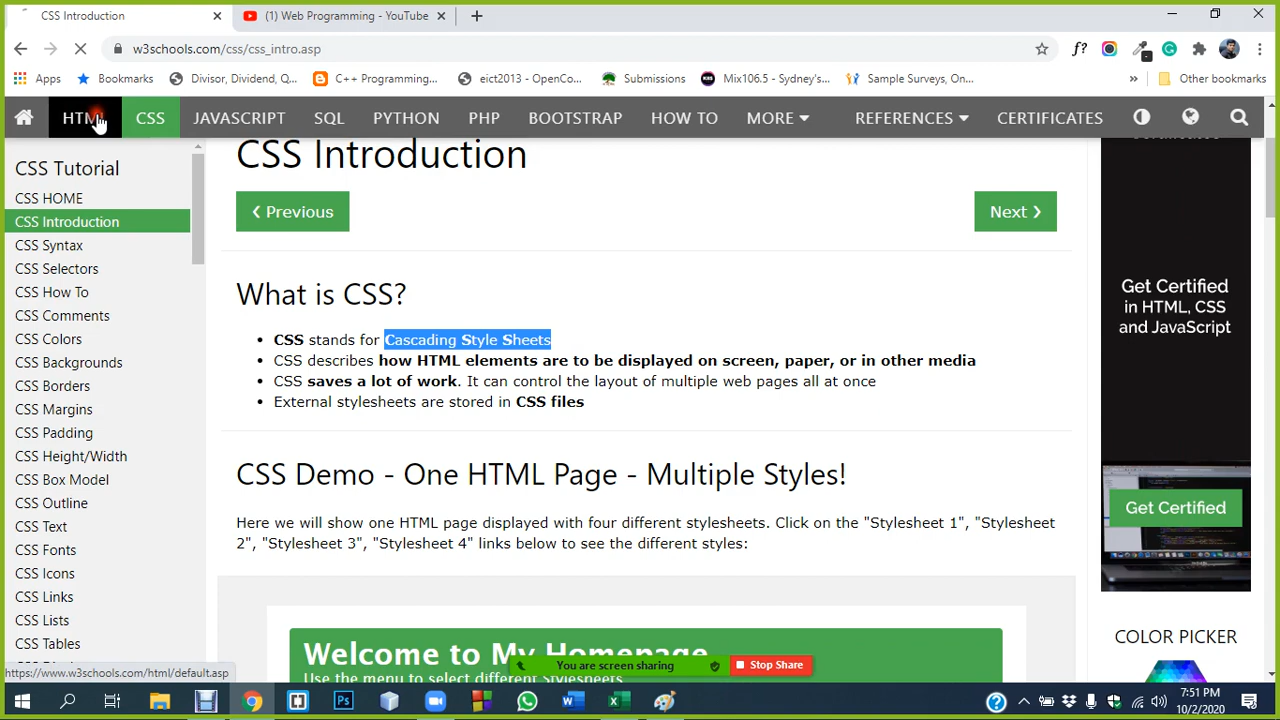 CSS Introduction
(1) Web Programming - YouTube
w3schools.com/css/css_intro.asp
f?
Apps
Bookmarks
Divisor, Dividend, Q...
C++ Programming...
eict2013 - OpenCo...
Submissions
Mix106.5 - Sydney's...
Sample Surveys, On...
»
Other bookmarks
HTML
CSS
JAVASCRIPT
SQL
PYTHON
PHP
BOOTSTRAP
HOW TO
MORE
REFERENCES
CERTIFICATES
CSS Tutorial
CSS HOME
CSS Introduction
CSS Syntax
CSS Selectors
CSS How To
CSS Comments
CSS Colors
CSS Backgrounds
CSS Borders
CSS Margins
CSS Padding
CSS Height/Width
CSS Box Model
CSS Outline
CSS Text
CSS Fonts
CSS Icons
CSS Links
CSS Lists
CSS Tables
https://www.w3schools.com/html/default.asp
CSS Introduction
❮ Previous
Next ❯
What is CSS?
• CSS stands for Cascading Style Sheets
• CSS describes how HTML elements are to be displayed on screen, paper, or in other media
• CSS saves a lot of work. It can control the layout of multiple web pages all at once
• External stylesheets are stored in CSS files
CSS Demo - One HTML Page - Multiple Styles!
Here we will show one HTML page displayed with four different stylesheets. Click on the "Stylesheet 1", "Stylesheet
2", "Stylesheet 3", "Stylesheet 4" links below to see the different styles:
Welcome to My Homepage
Use the menu to select different Stylesheets
You are screen sharing
Stop Share
Get Certified
in HTML, CSS
and JavaScript
Get Certified
COLOR PICKER
7:51 PM
10/2/2020